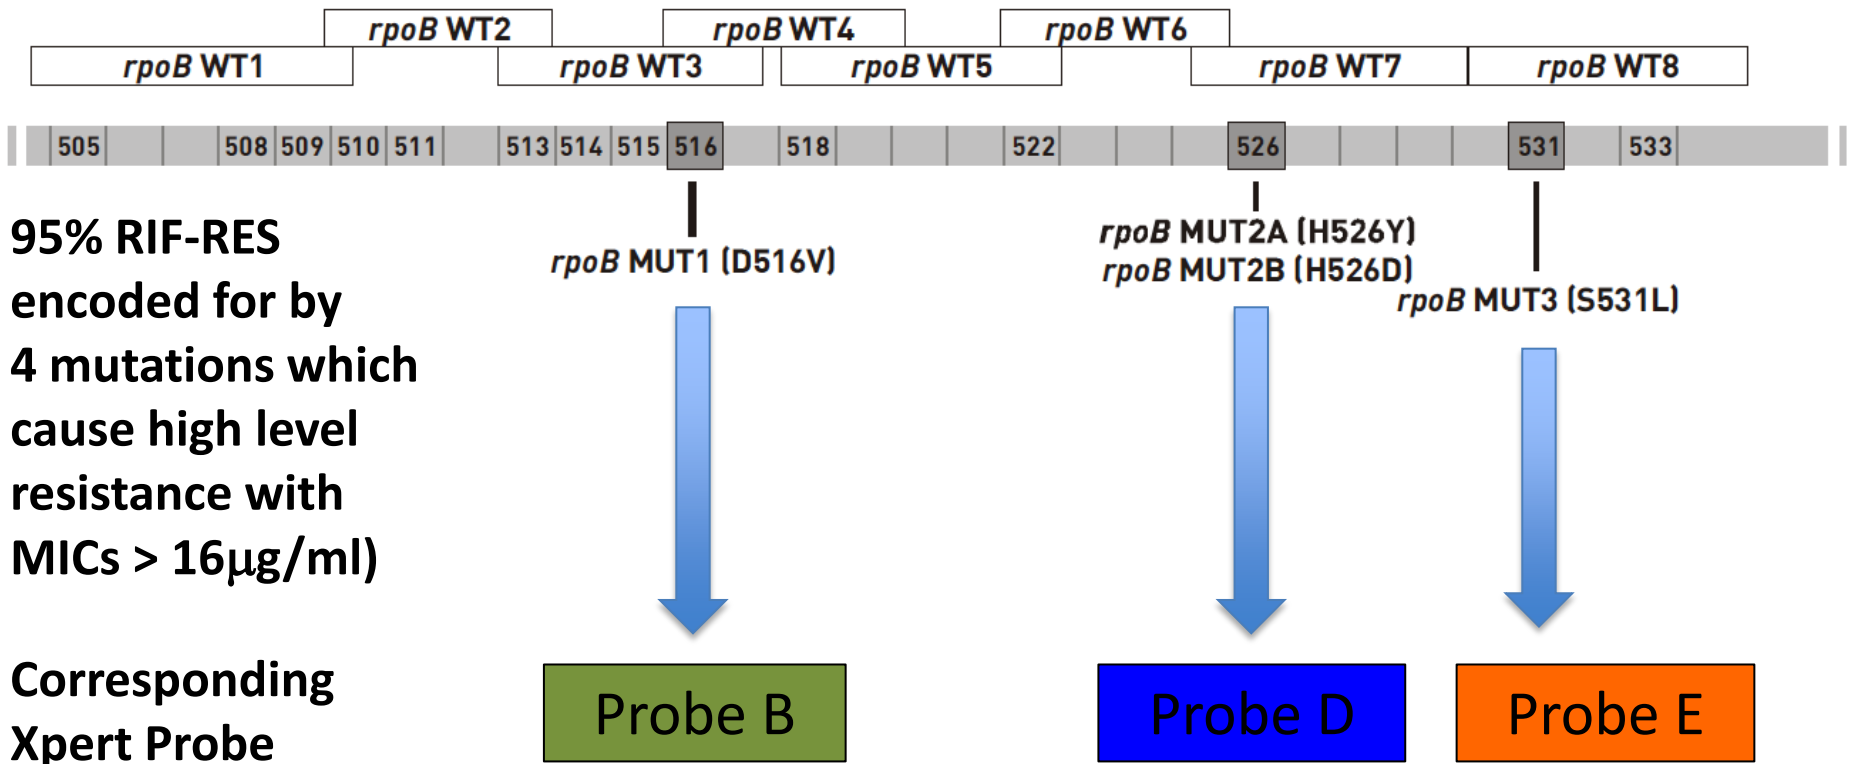 rpoB WT2 rpoB WT4 rpoB WT6
rpoB WT1 rpoB WT3 rpoB WT5 rpoB WT7 rpoB WT8
505 508 509 510 511 513 514 515 516 518 522 526 531 533
95% RIF-RES
encoded for by
4 mutations which
cause high level
resistance with
MICs > 16μg/ml)
rpoB MUT1 (D516V)
rpoB MUT2A (H526Y)
rpoB MUT2B (H526D)
rpoB MUT3 (S531L)
Corresponding
Xpert Probe
Probe B
Probe D
Probe E